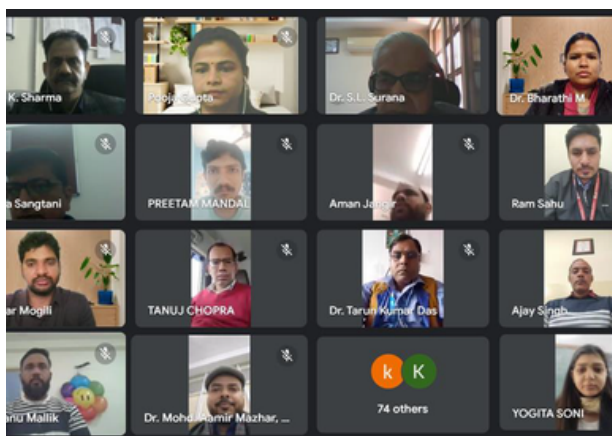 K. Sharma
Pooja Gupta
Dr. S.L. Surana
Dr. Bharathi M
a Sangtani
PREETAM MANDAL
Aman Jangir
Ram Sahu
ar Mogili
TANUJ CHOPRA
Dr. Tarun Kumar Das
Ajay Singh
anu Mallik
Dr. Mohd. Aamir Mazhar, ...
k K
74 others
YOGITA SONI